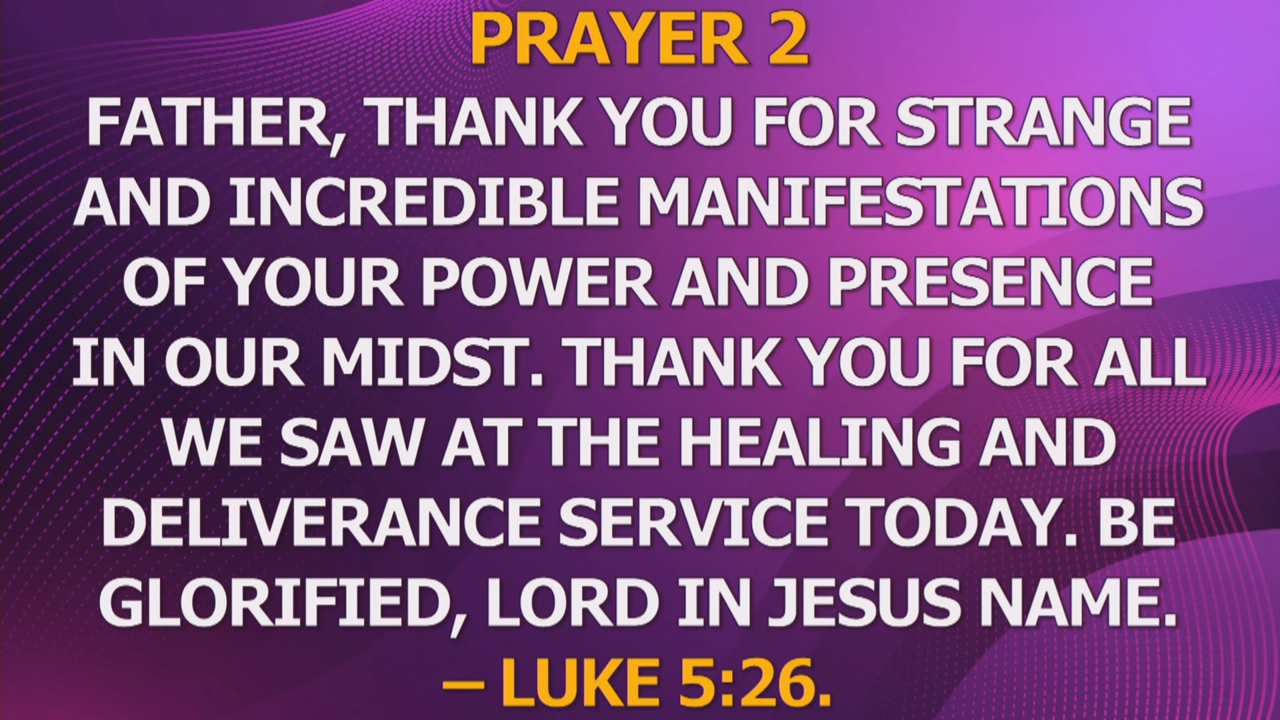 PRAYER 2
FATHER, THANK YOU FOR STRANGE
AND INCREDIBLE MANIFESTATIONS
OF YOUR POWER AND PRESENCE
IN OUR MIDST. THANK YOU FOR ALL
WE SAW AT THE HEALING AND
DELIVERANCE SERVICE TODAY. BE
GLORIFIED, LORD IN JESUS NAME.
– LUKE 5:26.